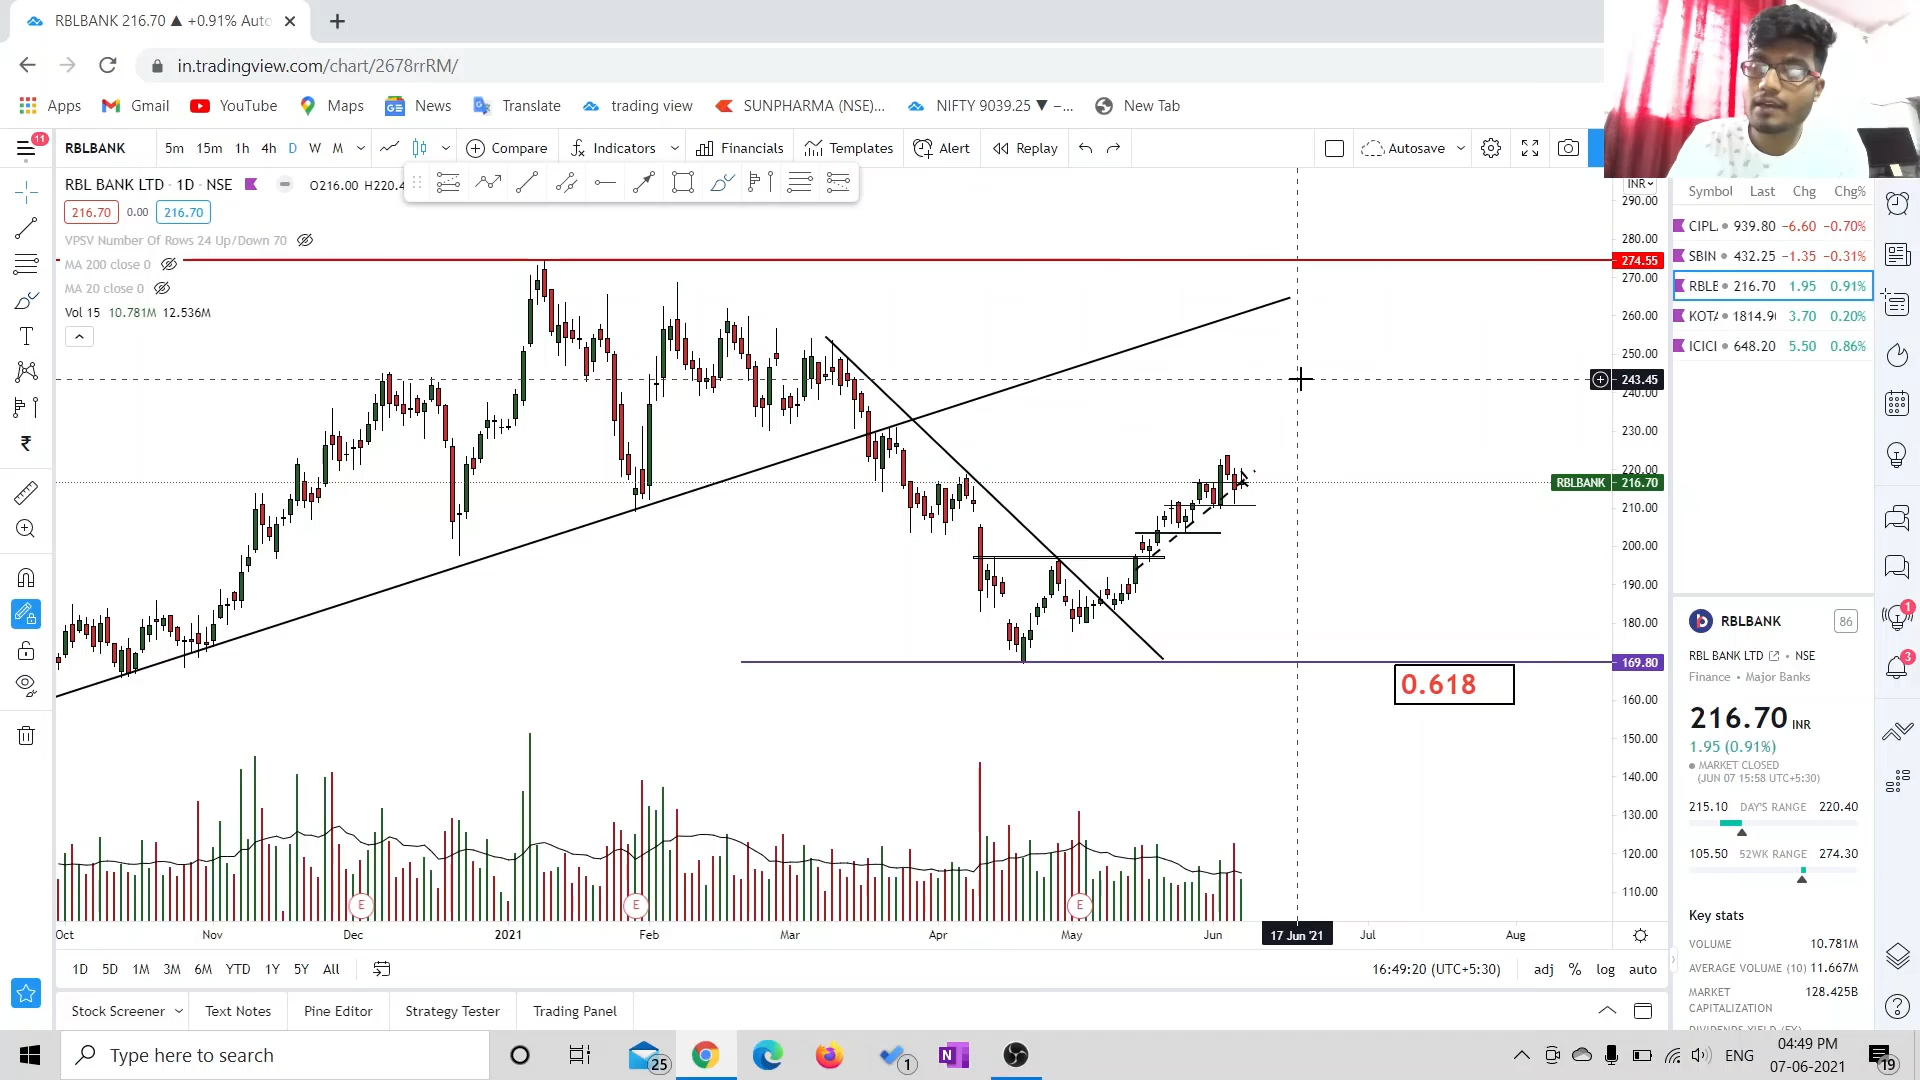 RBLBANK 216.70 ▲ +0.91% Auto
in.tradingview.com/chart/2678rrRM/
Apps Gmail YouTube Maps News Translate trading view SUNPHARMA (NSE)... NIFTY 9039.25 ▼ –... New Tab
11
RBLBANK 5m 15m 1h 4h D W M Compare Indicators Financials Templates Alert Replay Autosave
RBL BANK LTD · 1D · NSE O216.00 H220.4
216.70 0.00 216.70
VPSV Number Of Rows 24 Up/Down 70
MA 200 close 0
MA 20 close 0
Vol 15 10.781M 12.536M
INR
290.00
280.00
274.55
270.00
260.00
250.00
243.45
240.00
230.00
220.00
RBLBANK 216.70
210.00
200.00
190.00
180.00
169.80
160.00
150.00
140.00
130.00
120.00
110.00
0.618
E E E
Oct Nov Dec 2021 Feb Mar Apr May Jun 17 Jun '21 Jul Aug
1D 5D 1M 3M 6M YTD 1Y 5Y All 16:49:20 (UTC+5:30) adj % log auto
Stock Screener Text Notes Pine Editor Strategy Tester Trading Panel
Symbol Last Chg Chg%
CIPL 939.80 −6.60 −0.70%
SBIN 432.25 −1.35 −0.31%
RBLB 216.70 1.95 0.91%
KOTA 1814.90 3.70 0.20%
ICICI 648.20 5.50 0.86%
RBLBANK 86
RBL BANK LTD • NSE
Finance • Major Banks
216.70 INR
1.95 (0.91%)
MARKET CLOSED
(JUN 07 15:58 UTC+5:30)
215.10 DAY'S RANGE 220.40
105.50 52WK RANGE 274.30
Key stats
VOLUME 10.781M
AVERAGE VOLUME (10) 11.667M
MARKET CAPITALIZATION 128.425B
1
3
Type here to search
25
1
ENG
04:49 PM
07-06-2021
19